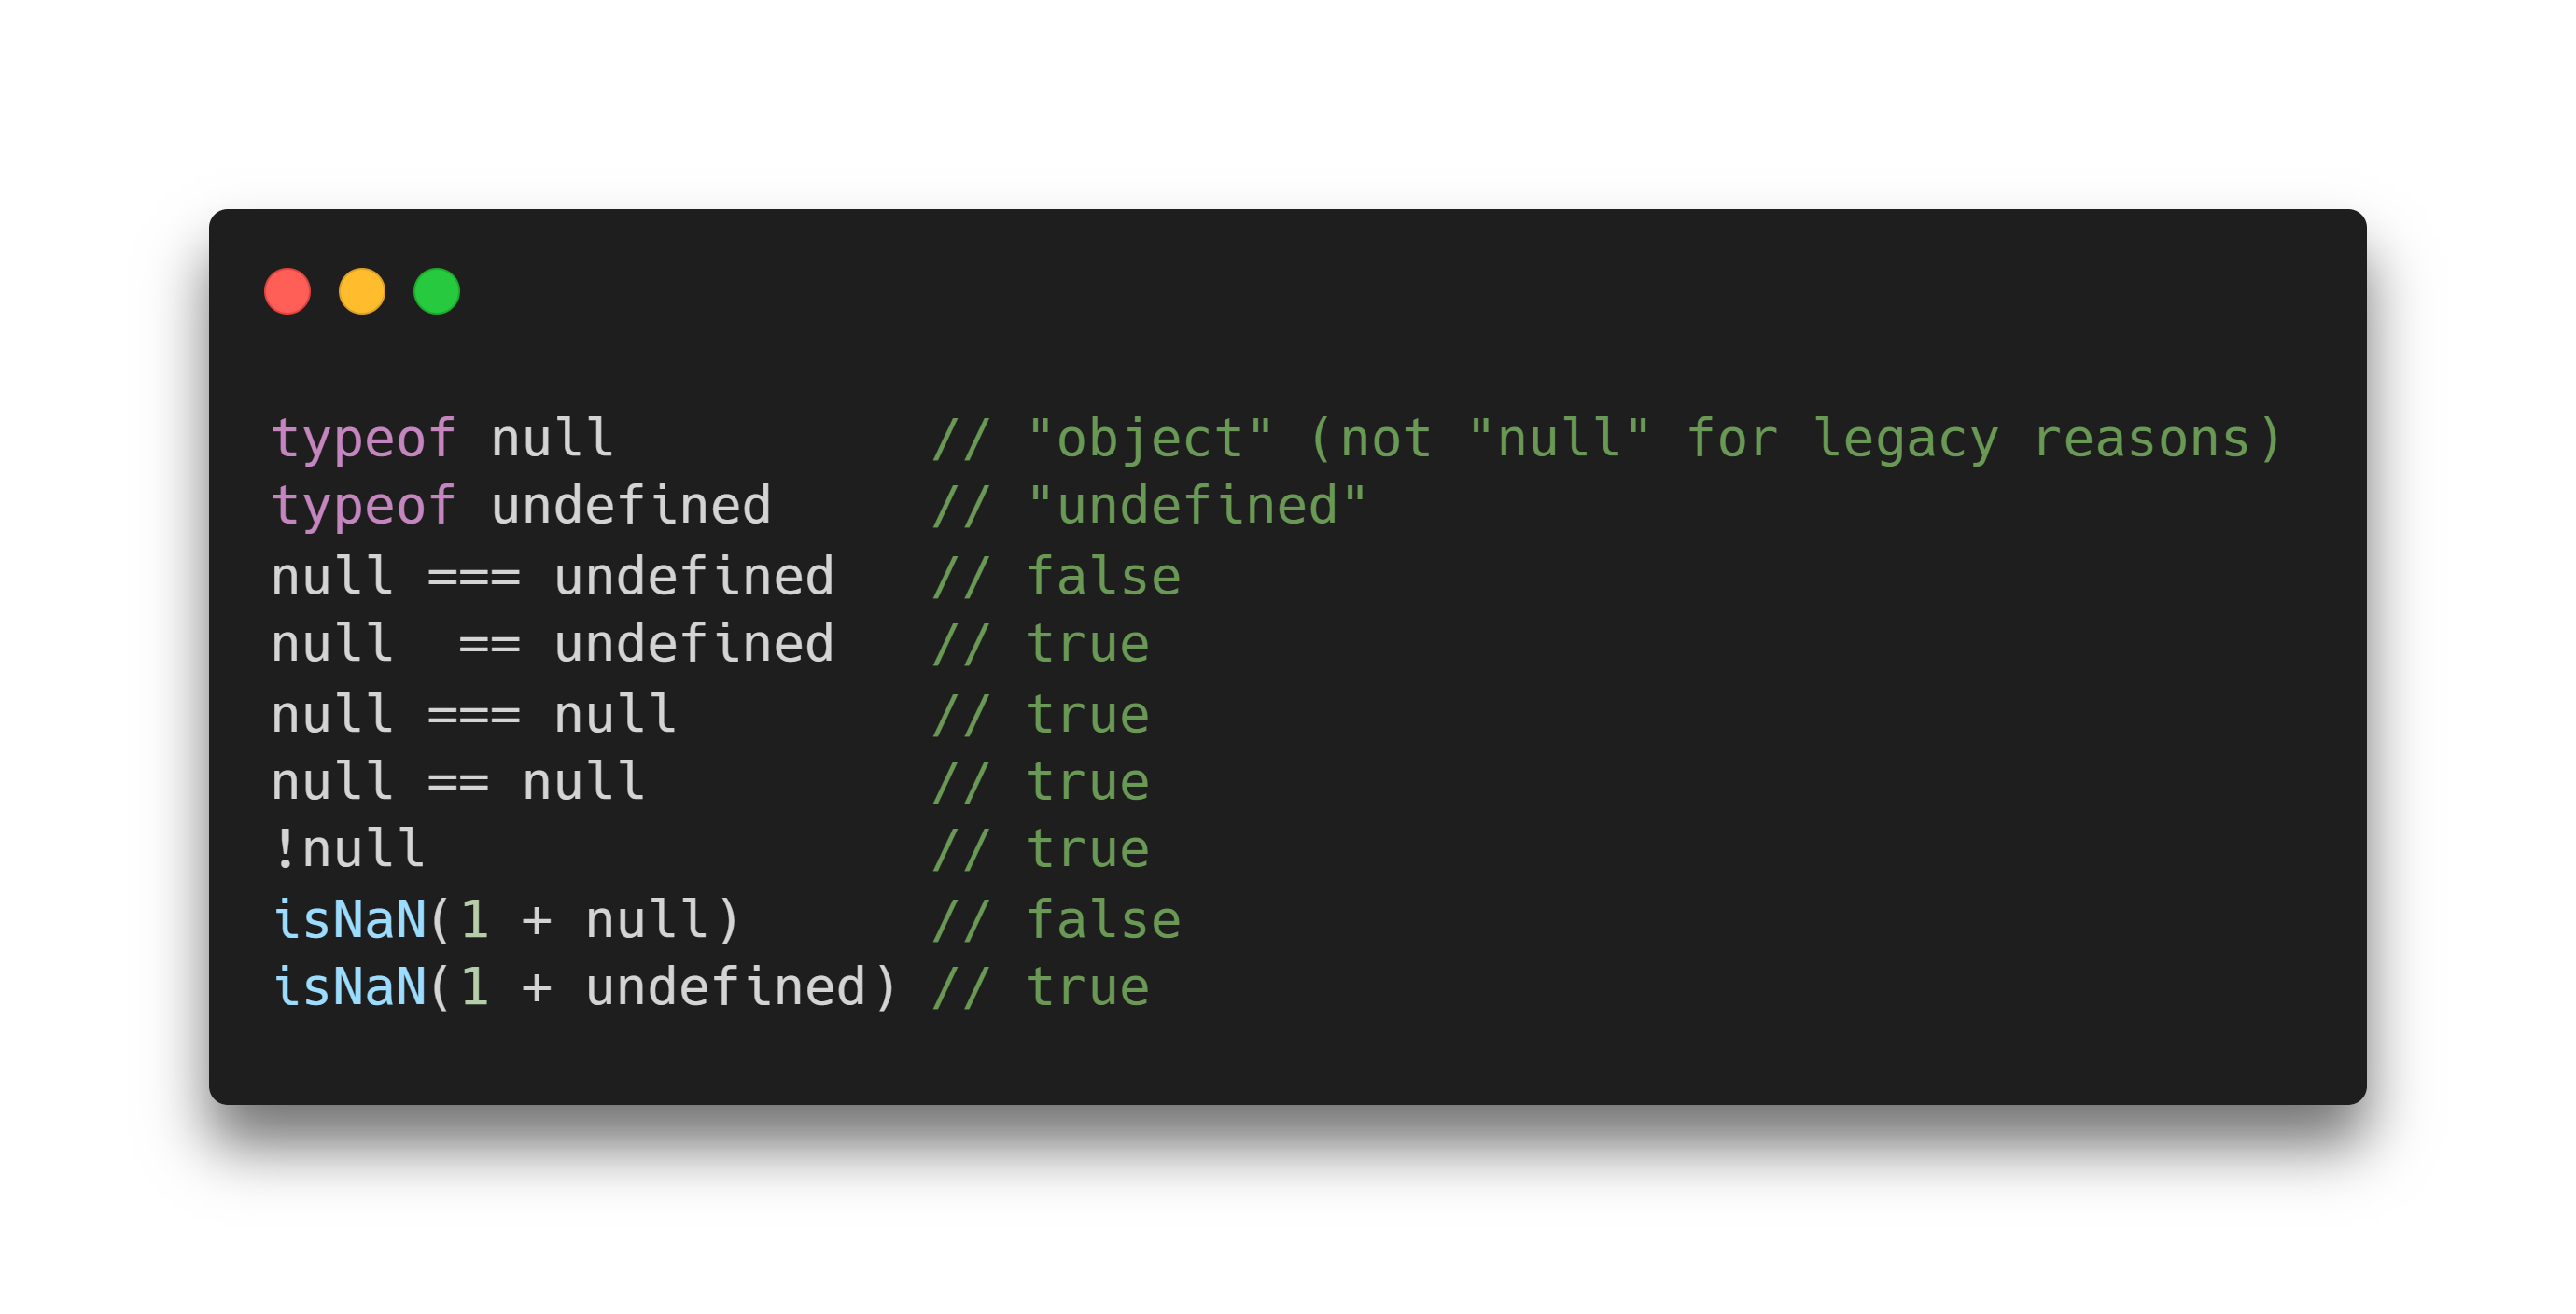 typeof null          // "object" (not "null" for legacy reasons)
typeof undefined     // "undefined"
null === undefined   // false
null  == undefined   // true
null === null        // true
null == null         // true
!null                // true
isNaN(1 + null)      // false
isNaN(1 + undefined) // true